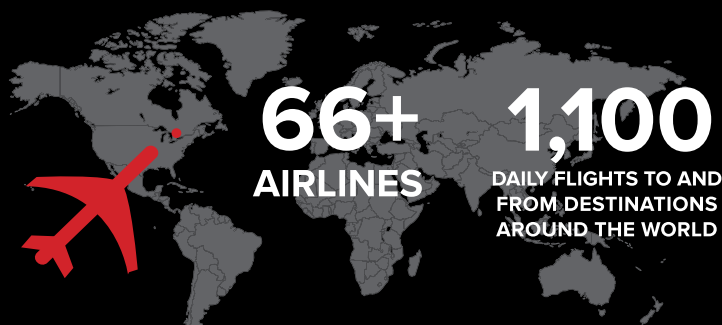 66+
AIRLINES
1,100
DAILY FLIGHTS TO AND
FROM DESTINATIONS
AROUND THE WORLD